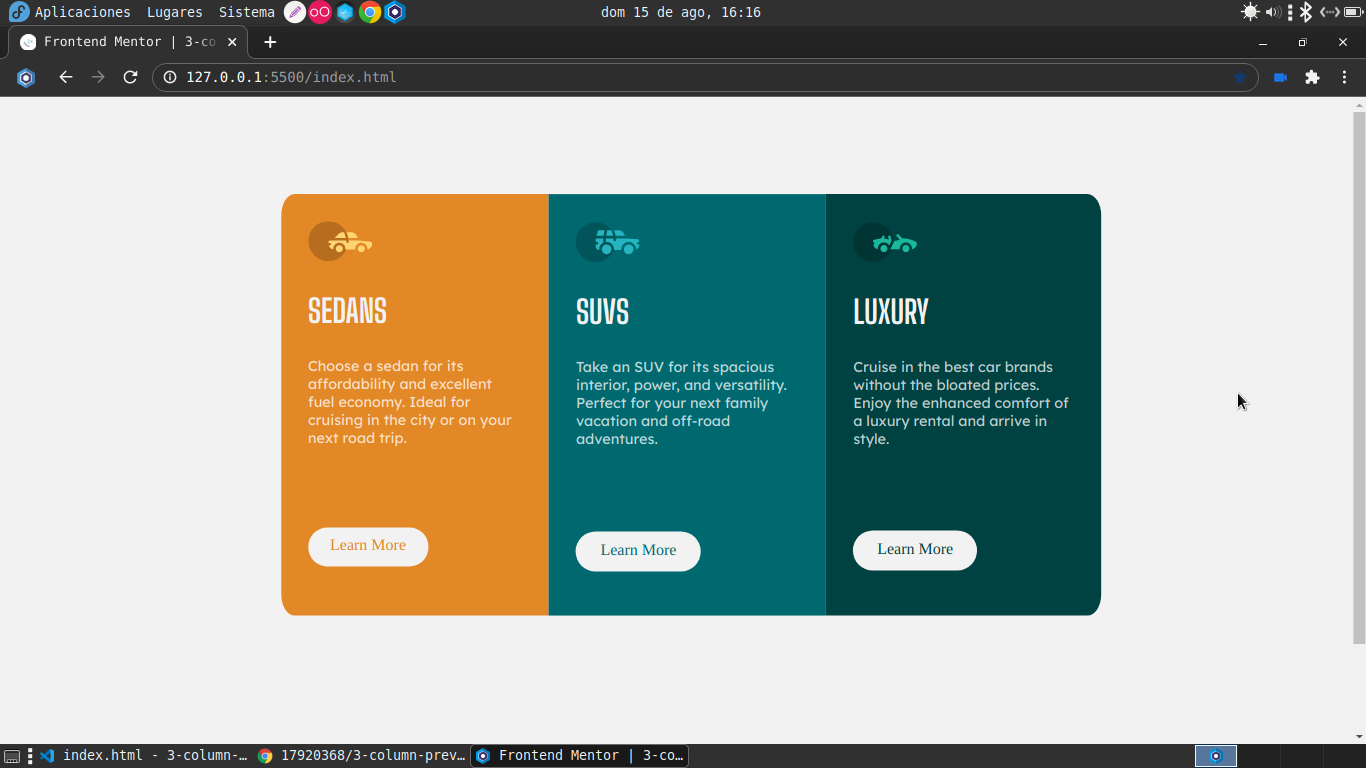 Aplicaciones Lugares Sistema dom 15 de ago, 16:16
Frontend Mentor | 3-co
127.0.0.1:5500/index.html
SEDANS
Choose a sedan for its
affordability and excellent
fuel economy. Ideal for
cruising in the city or on your
next road trip.
Learn More
SUVS
Take an SUV for its spacious
interior, power, and versatility.
Perfect for your next family
vacation and off-road
adventures.
Learn More
LUXURY
Cruise in the best car brands
without the bloated prices.
Enjoy the enhanced comfort of
a luxury rental and arrive in
style.
Learn More
index.html - 3-column-... 17920368/3-column-prev... Frontend Mentor | 3-co...